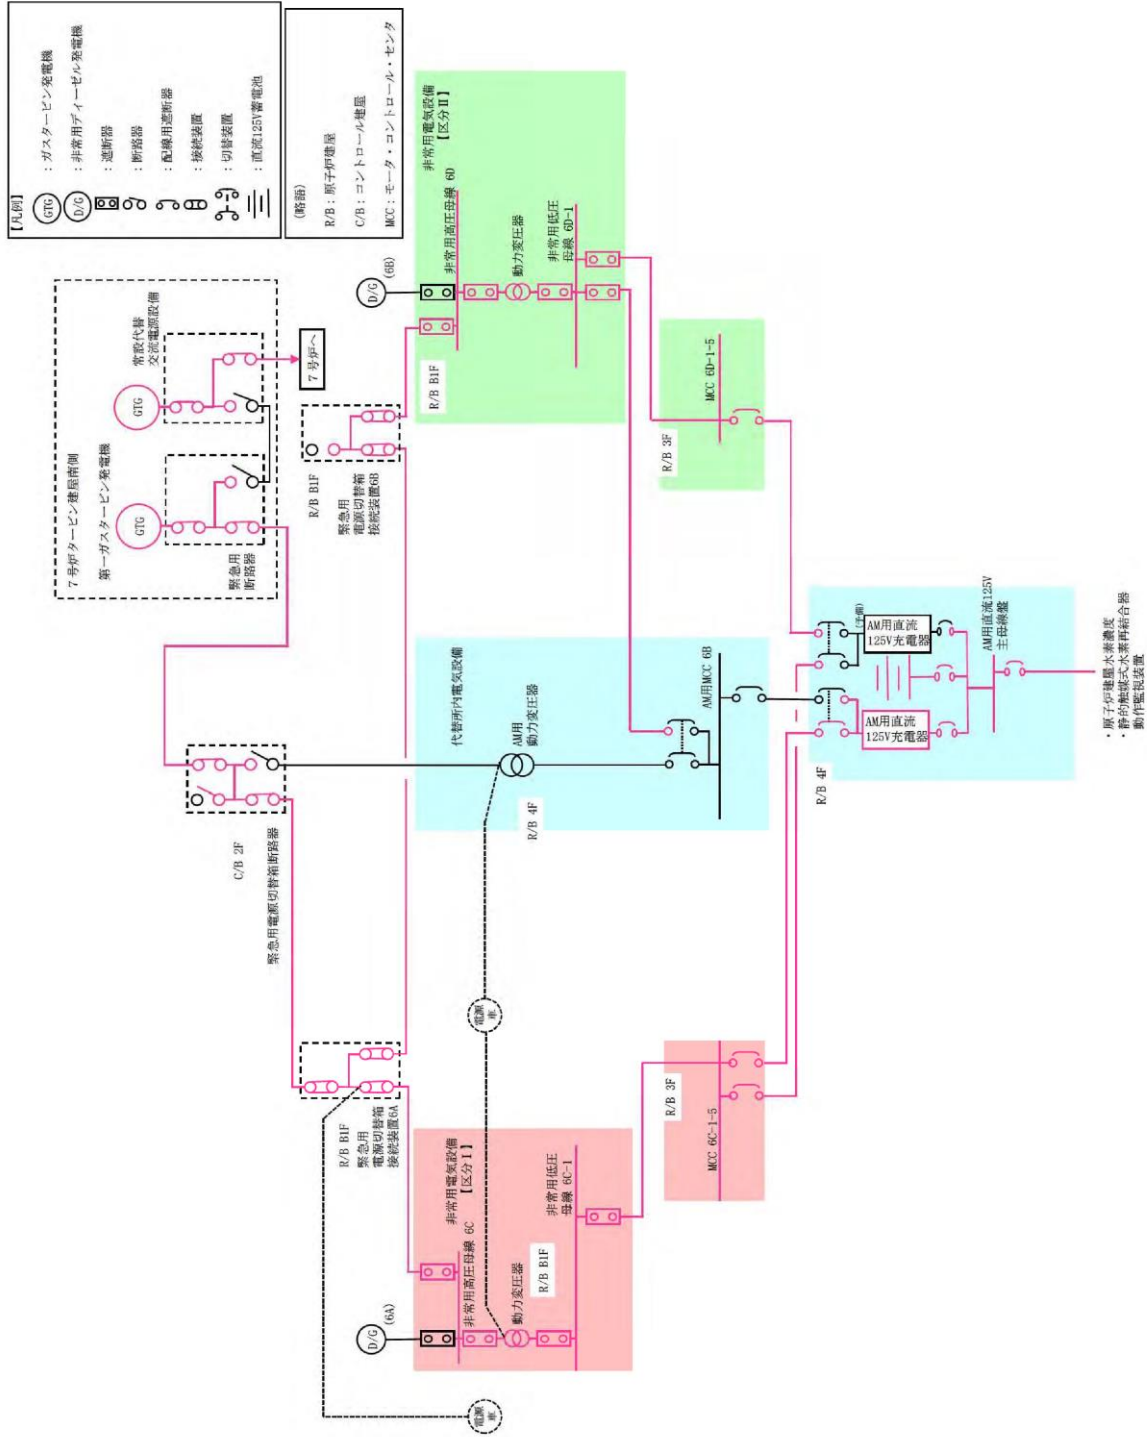 【凡例】
GTG ：ガスタービン発電機
D/G ：非常用ディーゼル発電機
：遮断器
：断路器
：配線用遮断器
：接続装置
：切替装置
：直流125V蓄電池
（略語）
R/B：原子炉建屋
C/B：コントロール建屋
MCC：モータ・コントロール・センタ
7号炉タービン建屋南側
第一ガスタービン発電機
GTG
緊急用
断路器
常設代替
交流電源設備
GTG
7号炉へ
C/B 2F
緊急用電源切替箱断路器
R/B B1F
緊急用
電源切替箱
接続装置6A
R/B B1F
緊急用
電源切替箱
接続装置6B
電源
車
電源
車
D/G
(6A)
非常用電気設備
【区分Ⅰ】
非常用高圧母線 6C
動力変圧器
R/B B1F
非常用低圧
母線 6C-1
代替所内電気設備
AM用
動力変圧器
R/B 4F
AM用MCC 6B
D/G
(6B)
非常用電気設備
【区分Ⅱ】
非常用高圧母線 6D
R/B B1F
動力変圧器
非常用低圧
母線 6D-1
R/B 3F
MCC 6C-1-5
R/B 3F
MCC 6D-1-5
R/B 4F
AM用直流
125V充電器
(予備)
AM用直流
125V充電器
AM用直流125V
主母線盤
・原子炉建屋水素濃度
・静的触媒式水素再結合器
動作監視装置